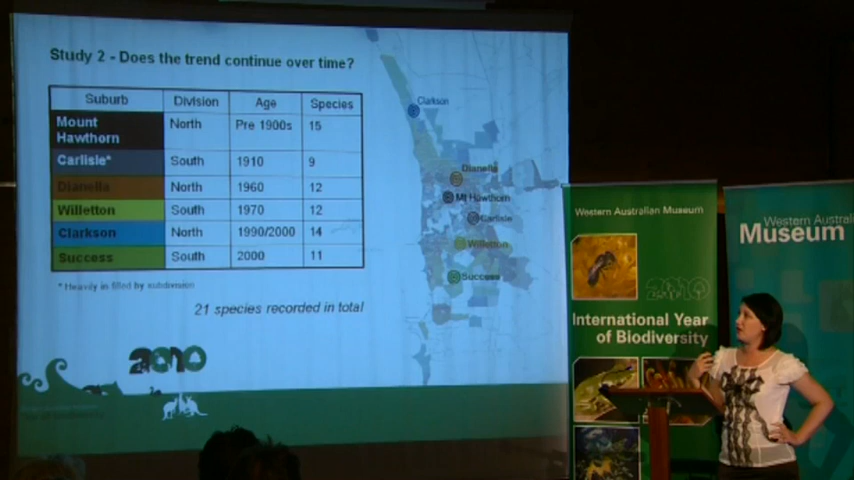 Study 2 - Does the trend continue over time?
Suburb Division Age Species
Mount Hawthorn North Pre 1900s 15
Carlisle* South 1910 9
Dianella North 1960 12
Willetton South 1970 12
Clarkson North 1990/2000 14
Success South 2000 11
* Heavily in filled by subdivision
21 species recorded in total
2010
Clarkson
Dianella
Mt Hawthorn
Carlisle
Willetton
Success
Western Australian Museum
2010
International Year
of Biodiversity
Western Austral
Museum